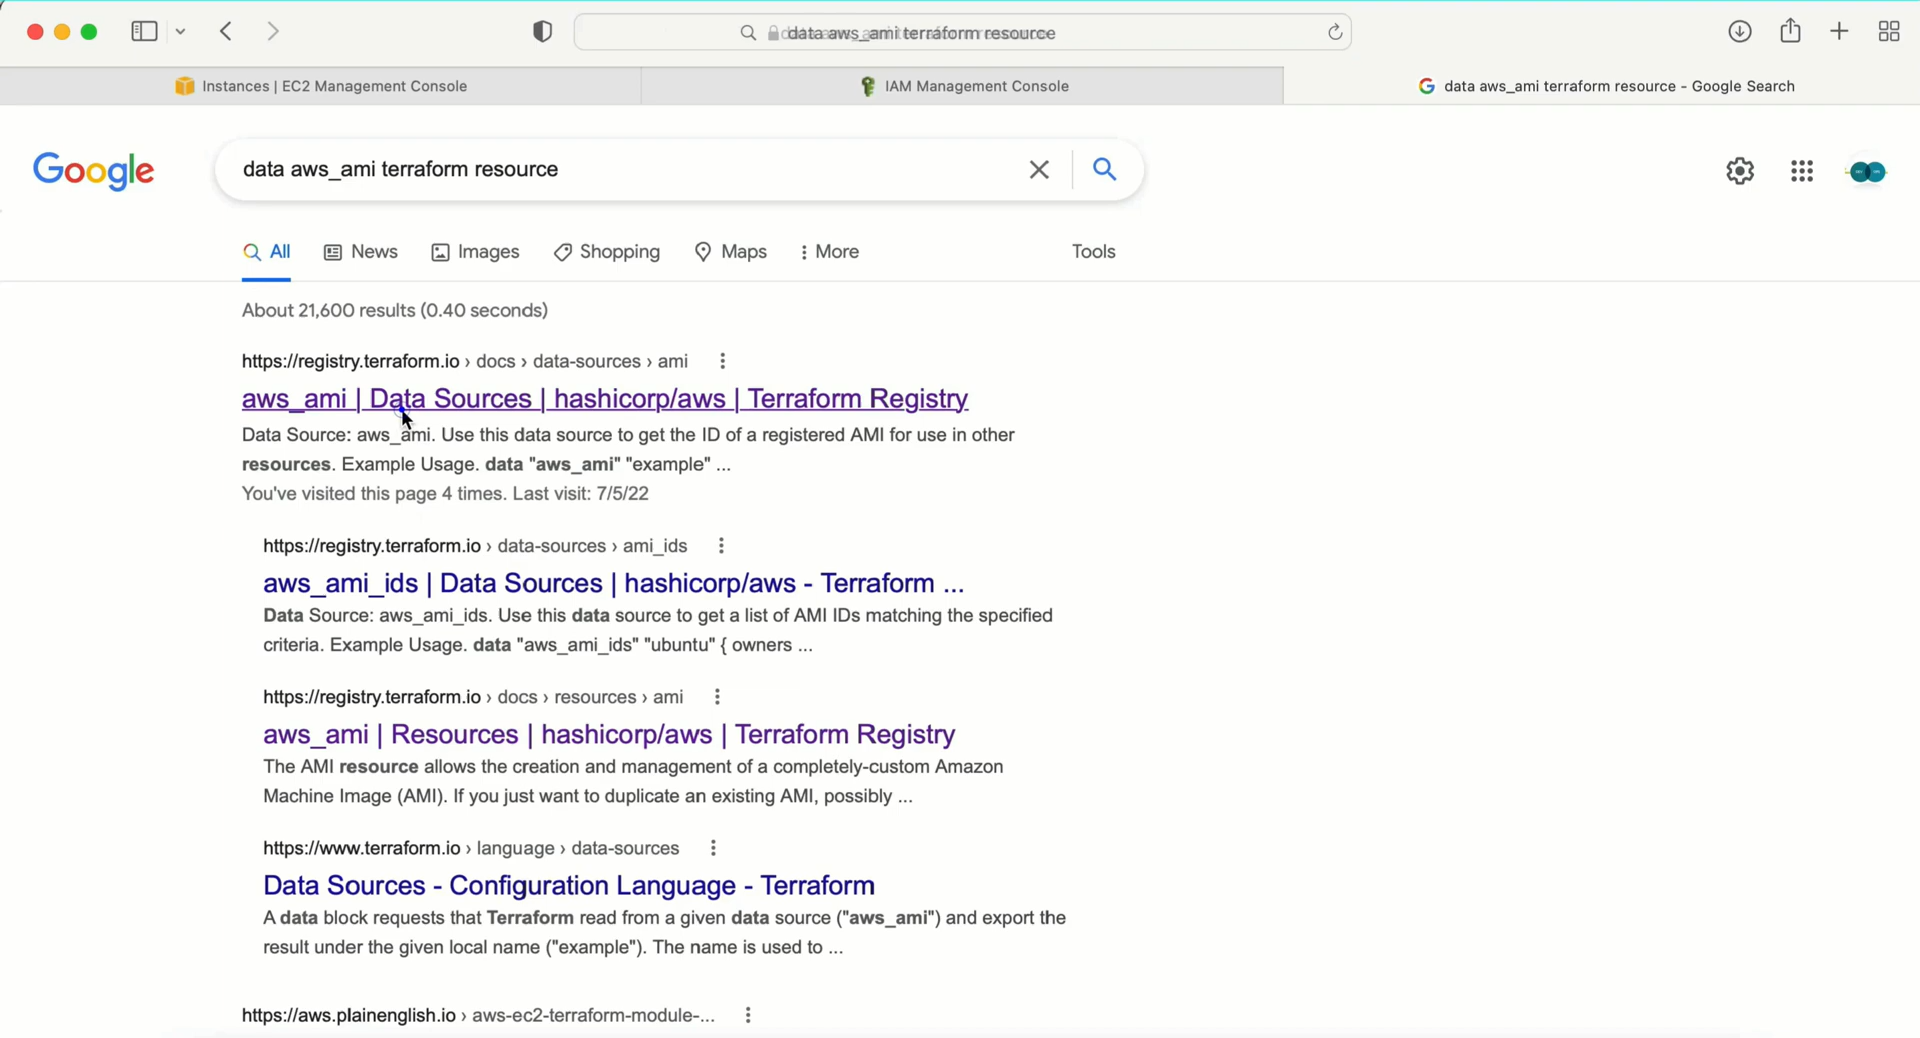 data aws_ami terraform resource
Instances | EC2 Management Console
IAM Management Console
data aws_ami terraform resource - Google Search
Google
data aws_ami terraform resource
All
News
Images
Shopping
Maps
More
Tools
About 21,600 results (0.40 seconds)
https://registry.terraform.io › docs › data-sources › ami
aws_ami | Data Sources | hashicorp/aws | Terraform Registry
Data Source: aws_ami. Use this data source to get the ID of a registered AMI for use in other
resources. Example Usage. data "aws_ami" "example" ...
You've visited this page 4 times. Last visit: 7/5/22
https://registry.terraform.io › data-sources › ami_ids
aws_ami_ids | Data Sources | hashicorp/aws - Terraform ...
Data Source: aws_ami_ids. Use this data source to get a list of AMI IDs matching the specified
criteria. Example Usage. data "aws_ami_ids" "ubuntu" { owners ...
https://registry.terraform.io › docs › resources › ami
aws_ami | Resources | hashicorp/aws | Terraform Registry
The AMI resource allows the creation and management of a completely-custom Amazon
Machine Image (AMI). If you just want to duplicate an existing AMI, possibly ...
https://www.terraform.io › language › data-sources
Data Sources - Configuration Language - Terraform
A data block requests that Terraform read from a given data source ("aws_ami") and export the
result under the given local name ("example"). The name is used to ...
https://aws.plainenglish.io › aws-ec2-terraform-module-...